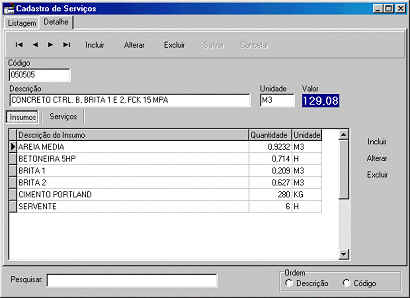 Cadastro de Serviços
Listagem Detalhe
Incluir Alterar Excluir Salvar Cancelar
Código
050505
Descrição Unidade Valor
CONCRETO CTRL. B, BRITA 1 E 2, FCK 15 MPA M3 129,08
Insumos Serviços
Descrição do Insumo Quantidade Unidade
AREIA MEDIA 0,9232 M3
BETONEIRA 5HP 0,714 H
BRITA 1 0,209 M3
BRITA 2 0,627 M3
CIMENTO PORTLAND 280 KG
SERVENTE 6 H
Incluir
Alterar
Excluir
Pesquisar:
Ordem
Descrição Código